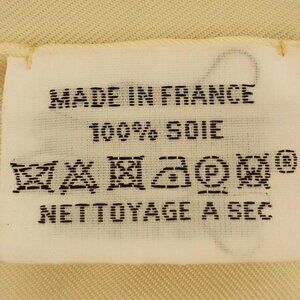 MADE IN FRANCE
100% SOIE
P ®
NETTOYAGE A SEC